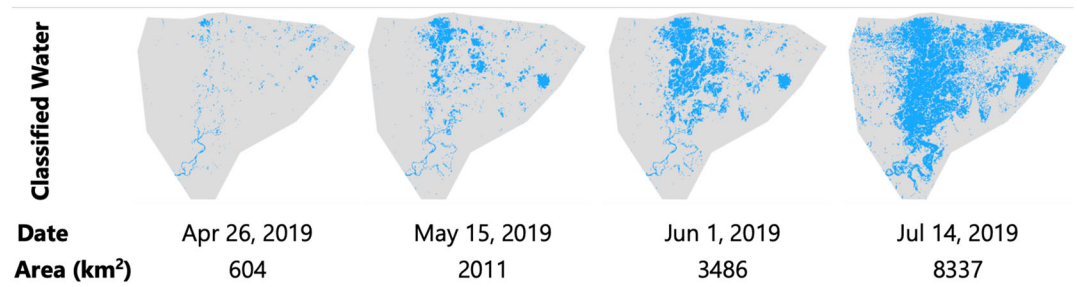 Classified Water
Date Apr 26, 2019 May 15, 2019 Jun 1, 2019 Jul 14, 2019
Area (km²) 604 2011 3486 8337